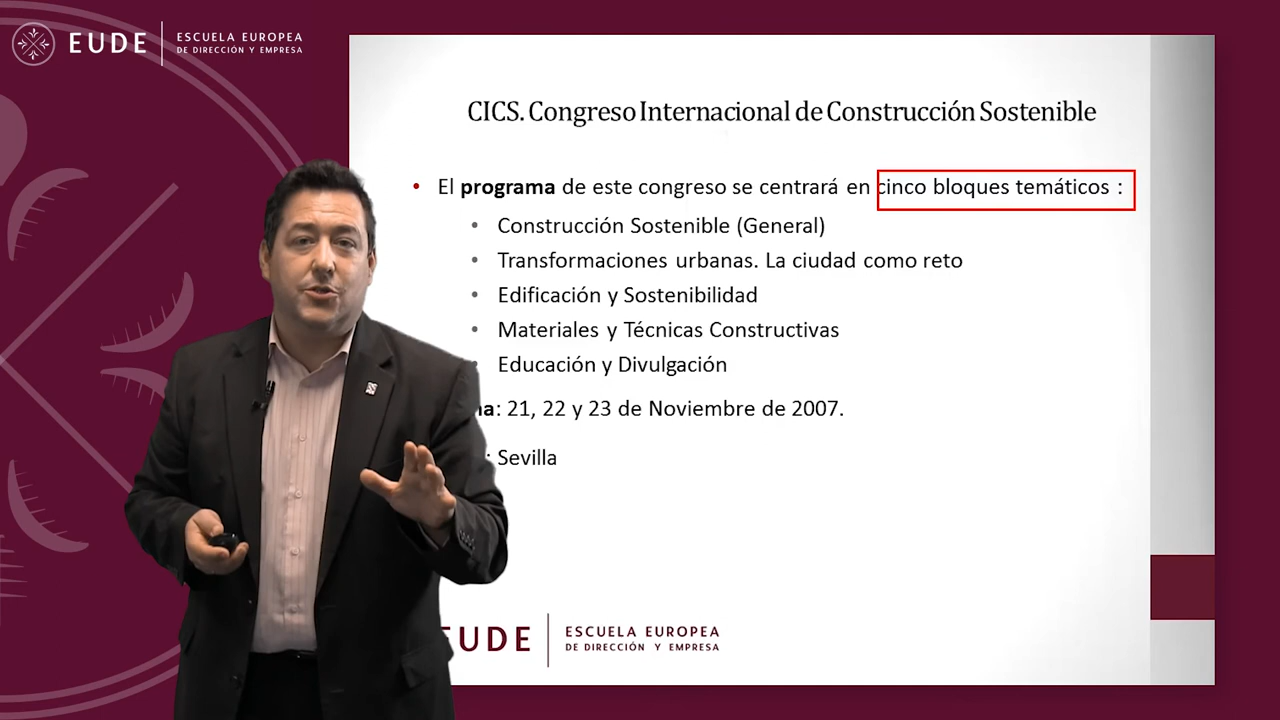 EUDE
ESCUELA EUROPEA
DE DIRECCIÓN Y EMPRESA
CICS. Congreso Internacional de Construcción Sostenible
• El programa de este congreso se centrará en cinco bloques temáticos :
• Construcción Sostenible (General)
• Transformaciones urbanas. La ciudad como reto
• Edificación y Sostenibilidad
• Materiales y Técnicas Constructivas
Educación y Divulgación
: 21, 22 y 23 de Noviembre de 2007.
: Sevilla
EUDE
ESCUELA EUROPEA
DE DIRECCIÓN Y EMPRESA